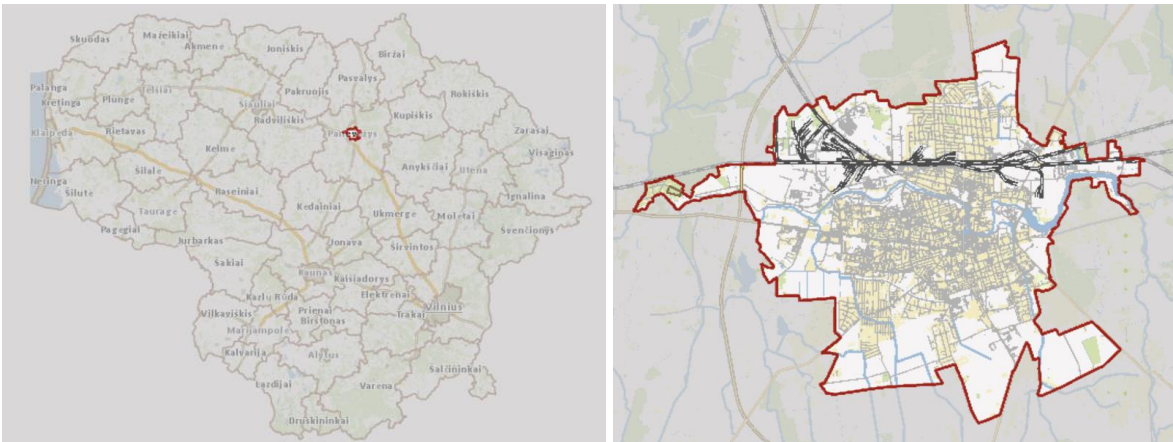 Skuodas
Mažeikiai
Akmenė
Joniškis
Biržai
Pasvalys
Palanga
Kretinga
Plungė
Telšiai
Šiauliai
Pakruojis
Rokiškis
Radviliškis
Kupiškis
Klaipėda
Rietavas
Panevėžys
Zarasai
Kelmė
Visaginas
Šilalė
Anykščiai
Utena
Neringa
Šilutė
Raseiniai
Ignalina
Tauragė
Kėdainiai
Ukmergė
Molėtai
Pagėgiai
Švenčionys
Jurbarkas
Jonava
Širvintos
Šakiai
Kaunas
Kaišiadorys
Kazlų Rūda
Elektrėnai
Vilnius
Vilkaviškis
Prienai
Birštonas
Trakai
Marijampolė
Kalvarija
Alytus
Šalčininkai
Lazdijai
Varėna
Druskininkai